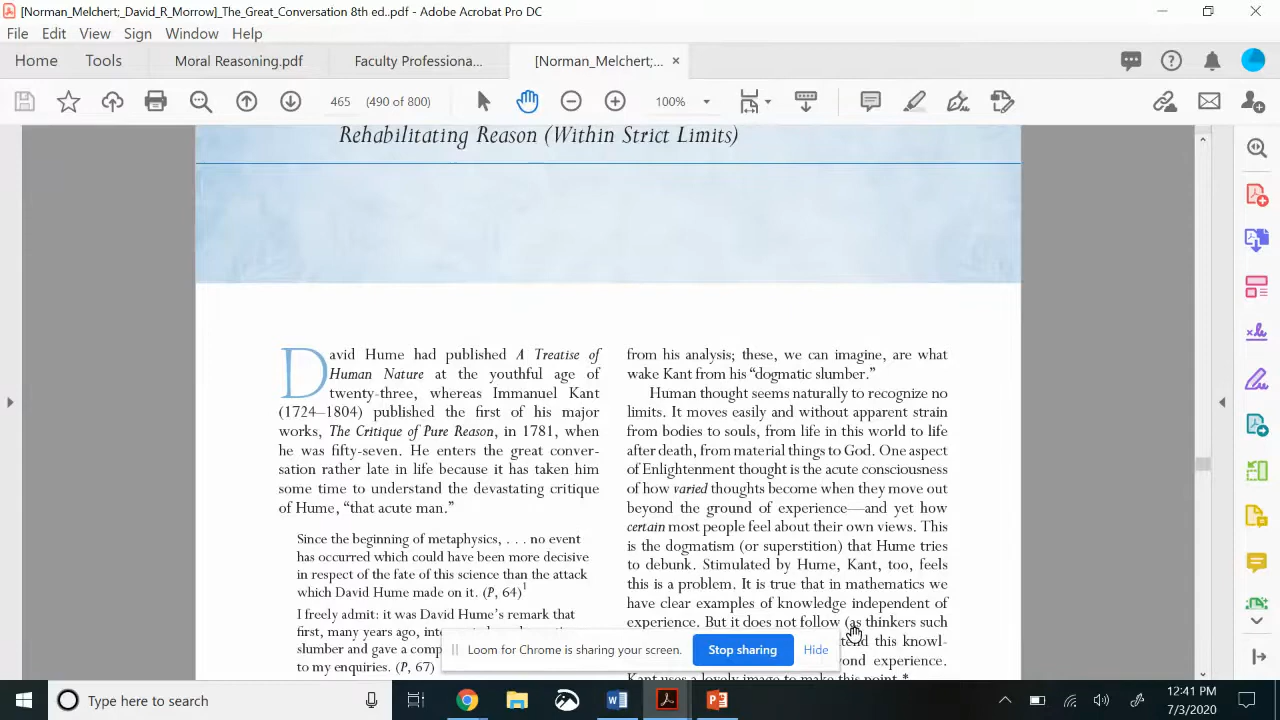 [Norman_Melchert;_David_R_Morrow]_The_Great_Conversation 8th ed..pdf - Adobe Acrobat Pro DC
File Edit View Sign Window Help
Home Tools Moral Reasoning.pdf Faculty Professiona... [Norman_Melchert;... ×
465 (490 of 800) 100%
Rehabilitating Reason (Within Strict Limits)
David Hume had published A Treatise of
Human Nature at the youthful age of
twenty-three, whereas Immanuel Kant
(1724–1804) published the first of his major
works, The Critique of Pure Reason, in 1781, when
he was fifty-seven. He enters the great conver-
sation rather late in life because it has taken him
some time to understand the devastating critique
of Hume, “that acute man.”
Since the beginning of metaphysics, . . . no event
has occurred which could have been more decisive
in respect of the fate of this science than the attack
which David Hume made on it. (P, 64)1
I freely admit: it was David Hume’s remark that
first, many years ago,
slumber and gave a
to my enquiries. (P, 67)
from his analysis; these, we can imagine, are what
wake Kant from his “dogmatic slumber.”
Human thought seems naturally to recognize no
limits. It moves easily and without apparent strain
from bodies to souls, from life in this world to life
after death, from material things to God. One aspect
of Enlightenment thought is the acute consciousness
of how varied thoughts become when they move out
beyond the ground of experience—and yet how
certain most people feel about their own views. This
is the dogmatism (or superstition) that Hume tries
to debunk. Stimulated by Hume, Kant, too, feels
this is a problem. It is true that in mathematics we
have clear examples of knowledge independent of
experience. But it does not follow (as thinkers such
this knowl-
experience.
Kant uses a lovely image to make this point.*
Loom for Chrome is sharing your screen. Stop sharing Hide
Type here to search
12:41 PM
7/3/2020